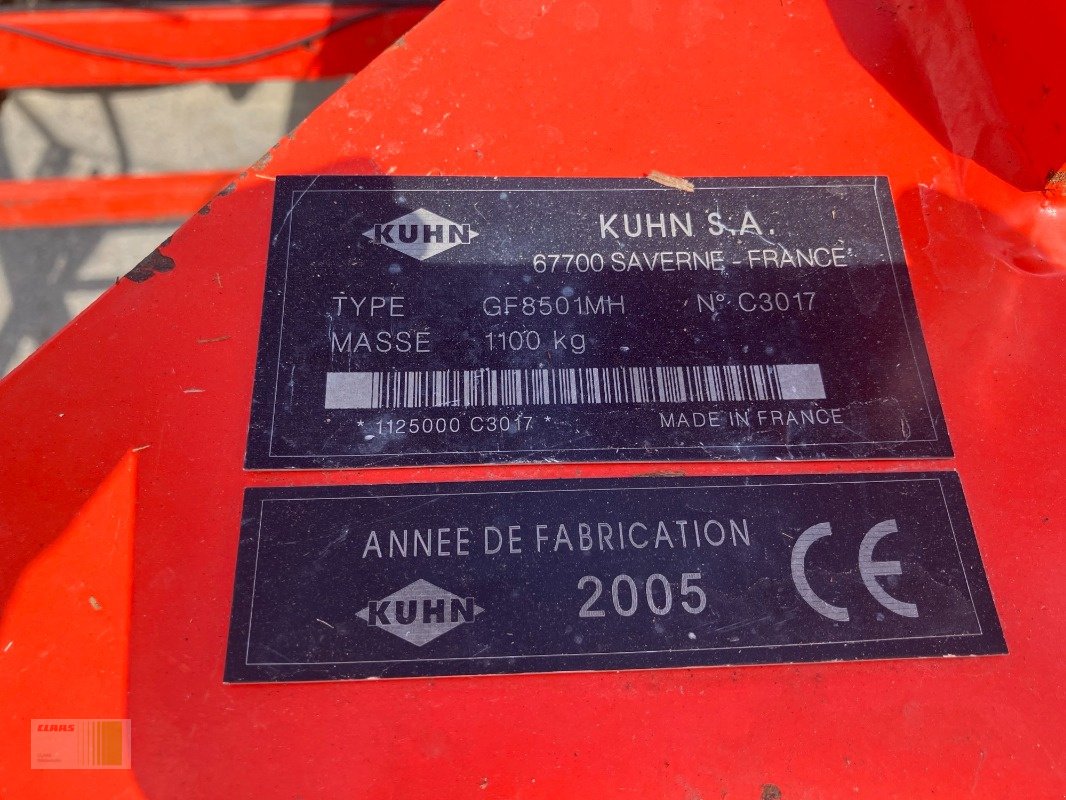 KUHN
KUHN S.A.
67700 SAVERNE - FRANCE
TYPE GF8501MH N° C3017
MASSE 1100 kg
* 1125000 C3017 * MADE IN FRANCE
ANNEE DE FABRICATION
2005 CE
KUHN
CLAAS